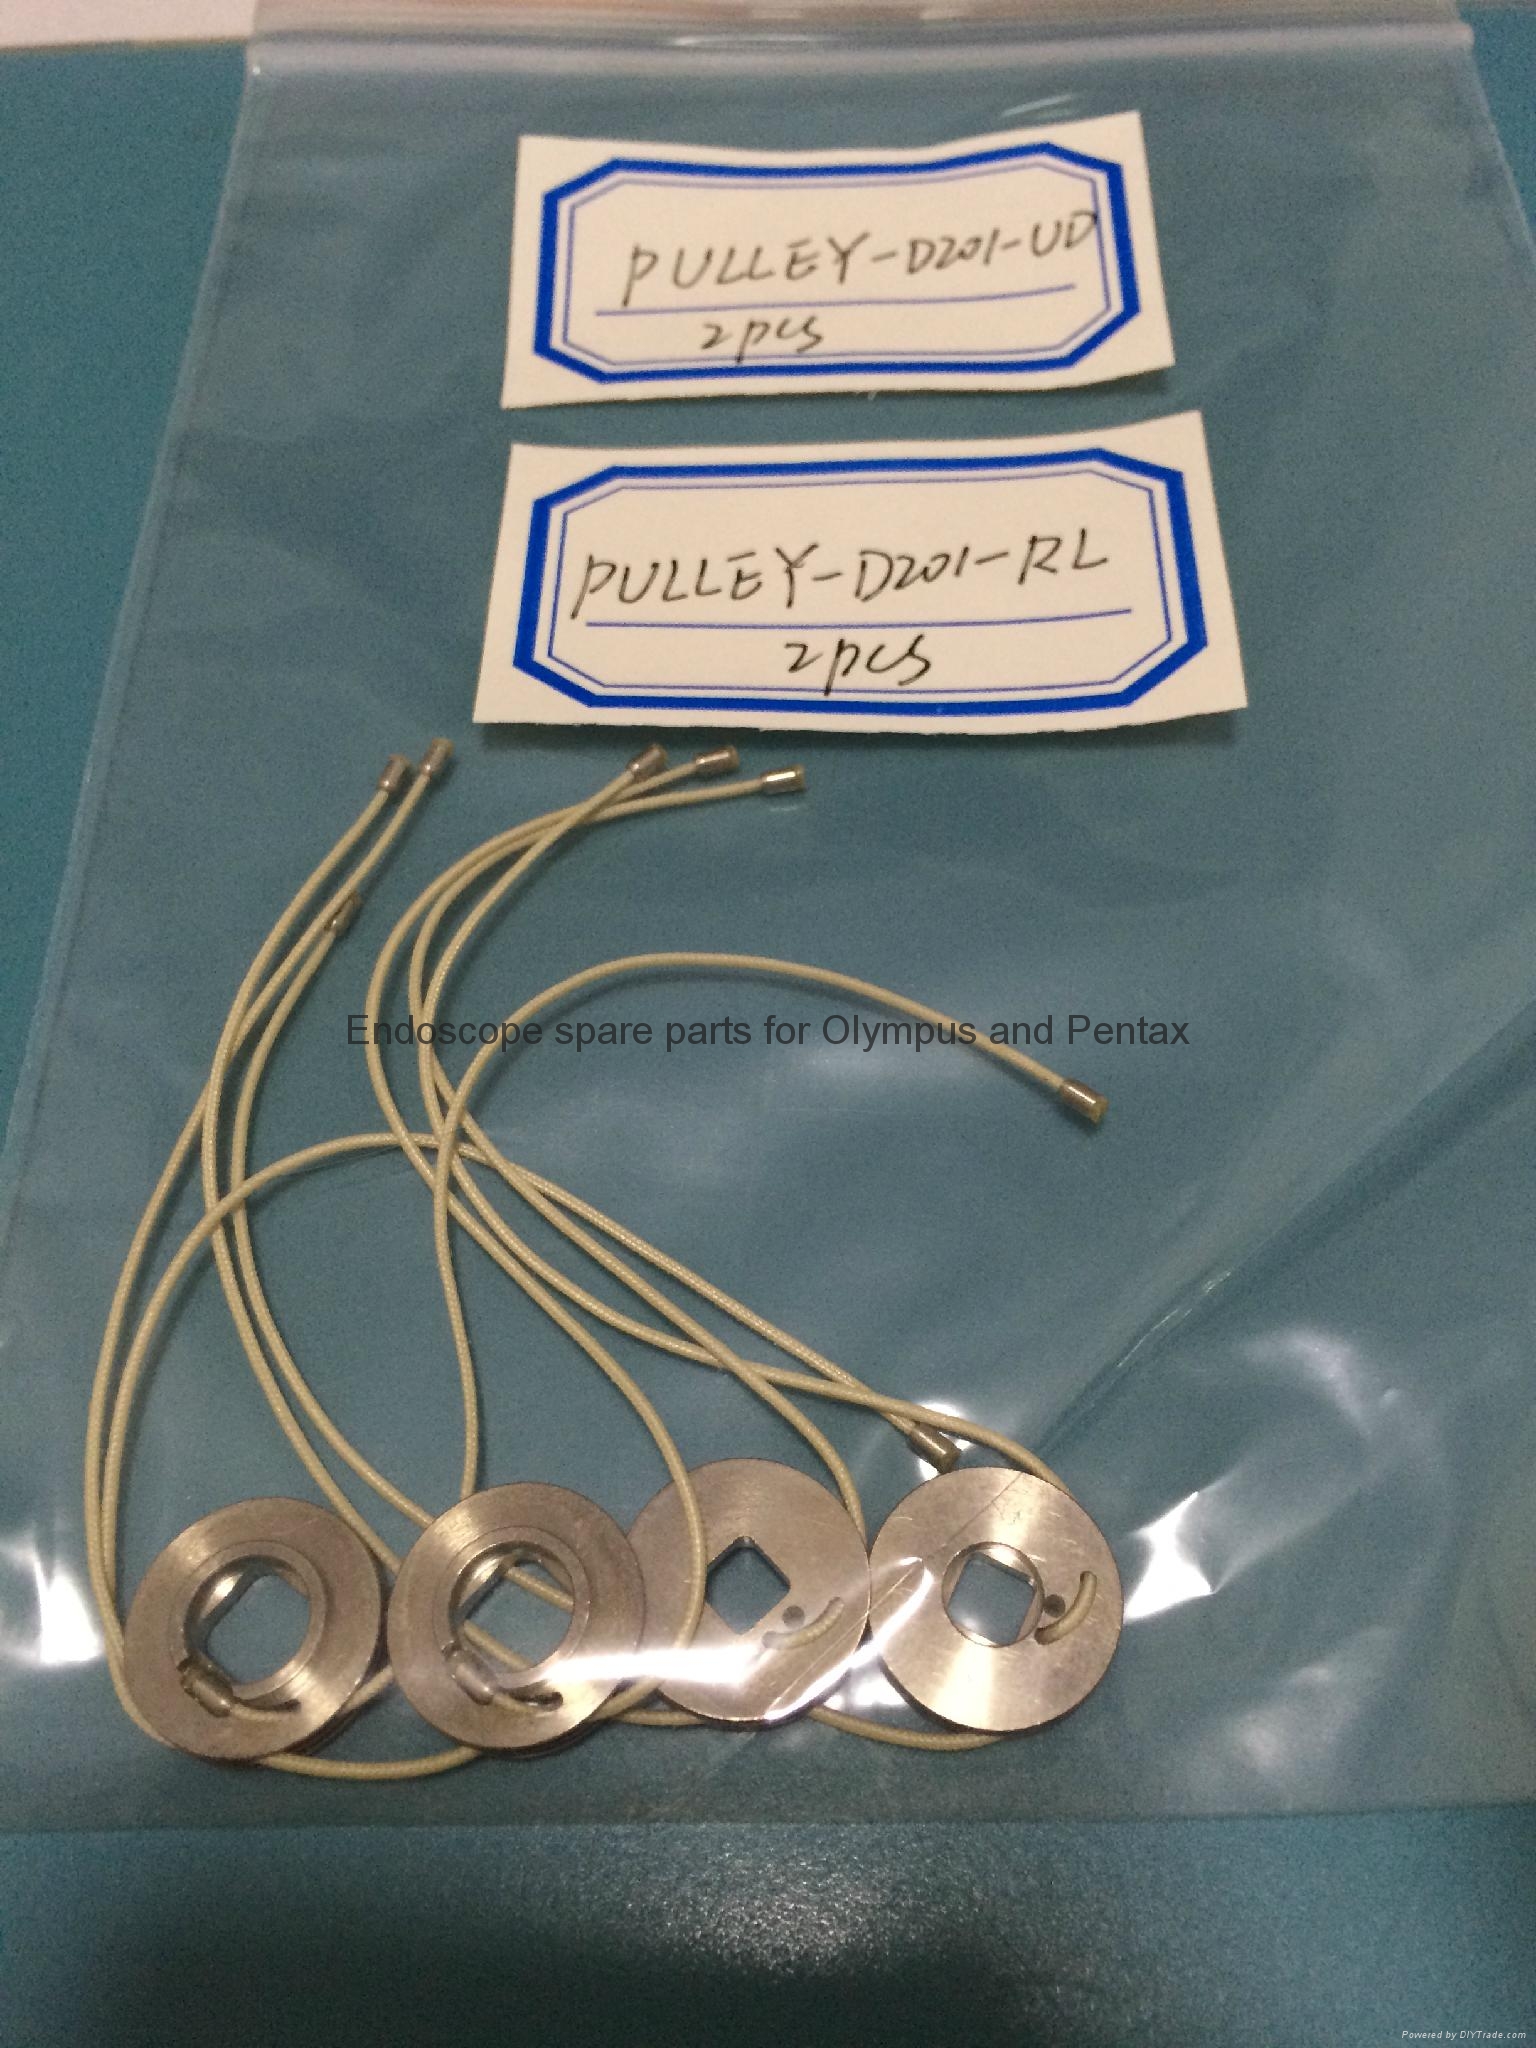 PULLEY-D201-UD
2pcs
PULLEY-D201-RL
2pcs
Endoscope spare parts for Olympus and Pentax
Powered by DIYTrade.com